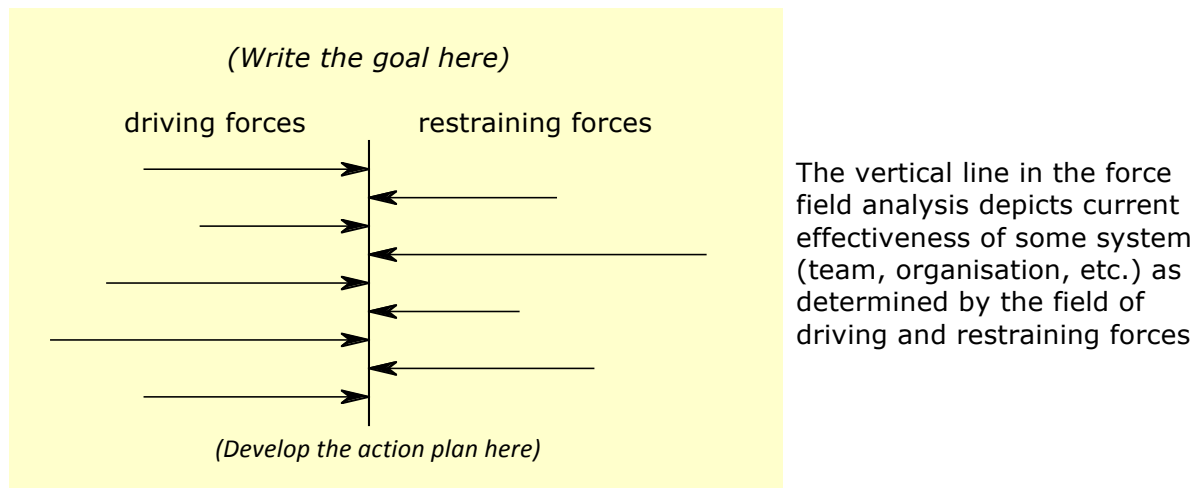 (Write the goal here)
driving forces
restraining forces
(Develop the action plan here)
The vertical line in the force
field analysis depicts current
effectiveness of some system
(team, organisation, etc.) as
determined by the field of
driving and restraining forces